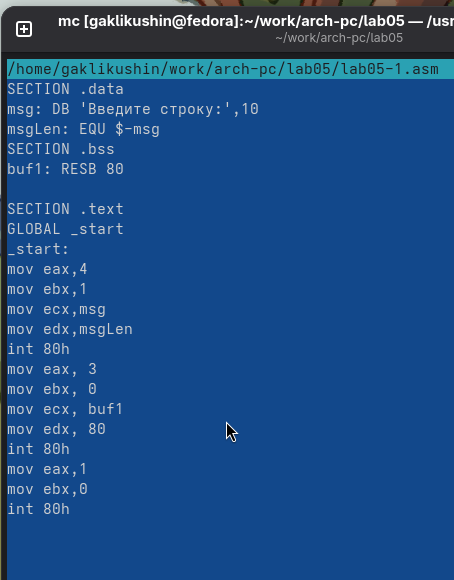 mc [gaklikushin@fedora]:~/work/arch-pc/lab05 — /usr
~/work/arch-pc/lab05
/home/gaklikushin/work/arch-pc/lab05/lab05-1.asm
SECTION .data
msg: DB 'Введите строку:',10
msgLen: EQU $-msg
SECTION .bss
buf1: RESB 80
SECTION .text
GLOBAL _start
_start:
mov eax,4
mov ebx,1
mov ecx,msg
mov edx,msgLen
int 80h
mov eax, 3
mov ebx, 0
mov ecx, buf1
mov edx, 80
int 80h
mov eax,1
mov ebx,0
int 80h